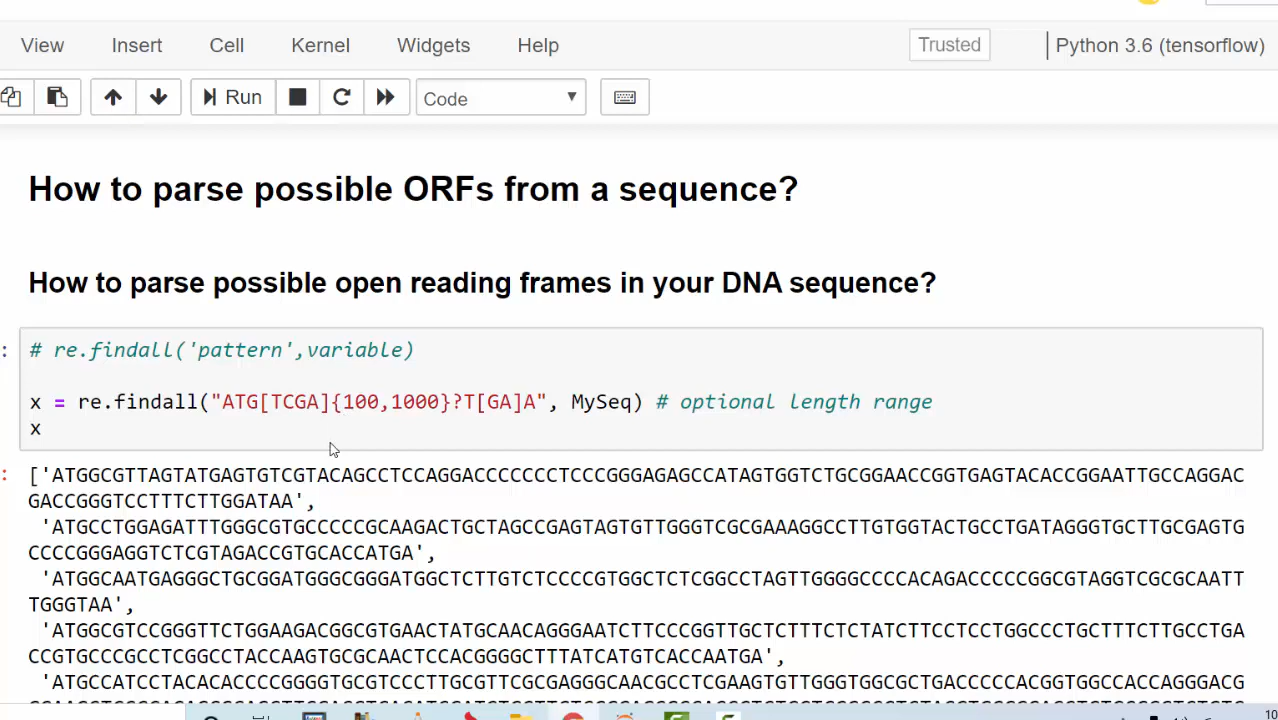 View Insert Cell Kernel Widgets Help Trusted Python 3.6 (tensorflow)
Run Code
How to parse possible ORFs from a sequence?
How to parse possible open reading frames in your DNA sequence?
: # re.findall('pattern',variable)
x = re.findall("ATG[TCGA]{100,1000}?T[GA]A", MySeq) # optional length range
x
: ['ATGGCGTTAGTATGAGTGTCGTACAGCCTCCAGGACCCCCCCTCCCGGGAGAGCCATAGTGGTCTGCGGAACCGGTGAGTACACCGGAATTGCCAGGAC
GACCGGGTCCTTTCTTGGATAA',
'ATGCCTGGAGATTTGGGCGTGCCCCCGCAAGACTGCTAGCCGAGTAGTGTTGGGTCGCGAAAGGCCTTGTGGTACTGCCTGATAGGGTGCTTGCGAGTG
CCCCGGGAGGTCTCGTAGACCGTGCACCATGA',
'ATGGCAATGAGGGCTGCGGATGGGCGGGATGGCTCTTGTCTCCCCGTGGCTCTCGGCCTAGTTGGGGCCCCACAGACCCCCGGCGTAGGTCGCGCAATT
TGGGTAA',
'ATGGCGTCCGGGTTCTGGAAGACGGCGTGAACTATGCAACAGGGAATCTTCCCGGTTGCTCTTTCTCTATCTTCCTCCTGGCCCTGCTTTCTTGCCTGA
CCGTGCCCGCCTCGGCCTACCAAGTGCGCAACTCCACGGGGCTTTATCATGTCACCAATGA',
'ATGCCATCCTACACACCCCGGGGTGCGTCCCTTGCGTTCGCGAGGGCAACGCCTCGAAGTGTTGGGTGGCGCTGACCCCCACGGTGGCCACCAGGGACG
10